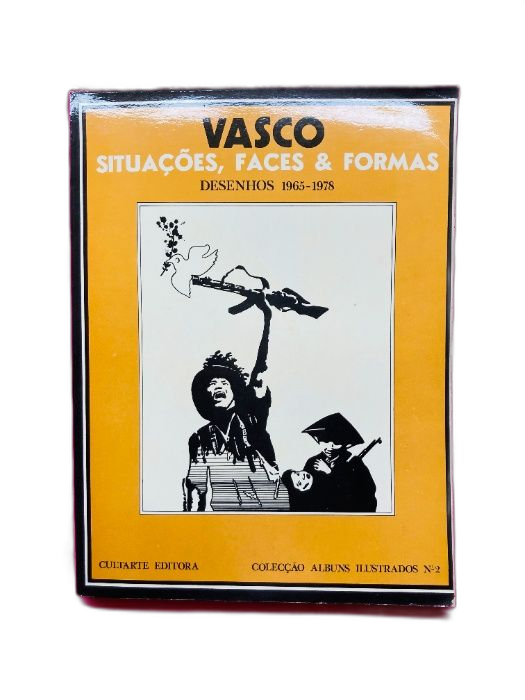 VASCO
SITUAÇÕES, FACES & FORMAS
DESENHOS 1965-1978
CULTARTE EDITORA
COLECÇÃO ALBUNS ILUSTRADOS Nº2